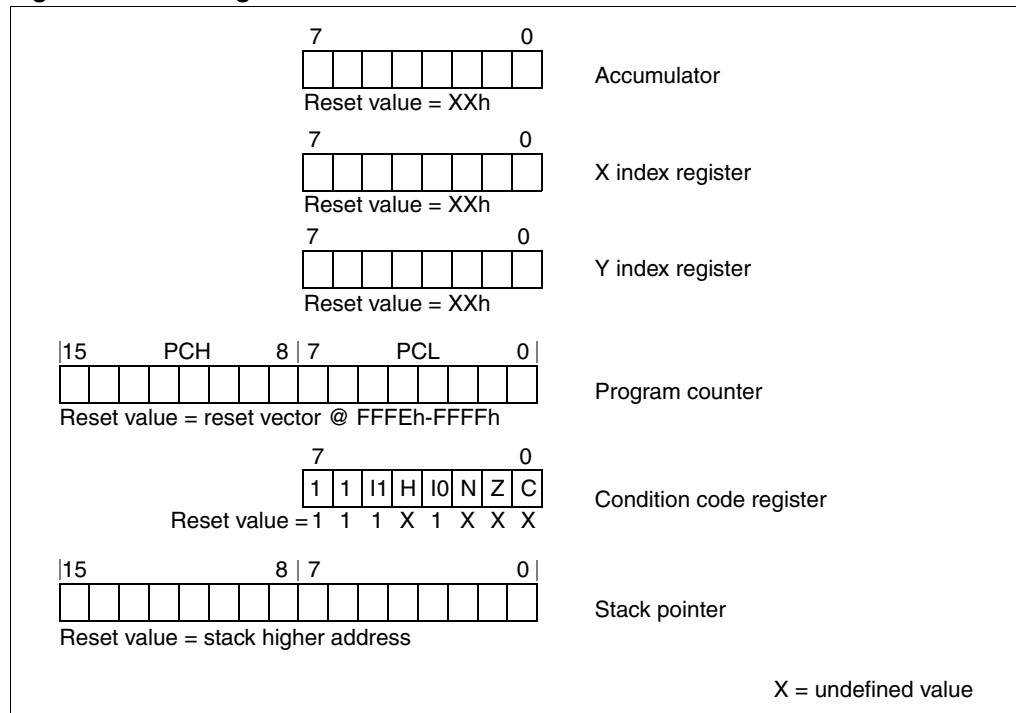 7 0
Accumulator
Reset value = XXh
7 0
X index register
Reset value = XXh
7 0
Y index register
Reset value = XXh
|15 PCH 8 | 7 PCL 0 |
Program counter
Reset value = reset vector @ FFFEh-FFFFh
7 0
1 1 I1 H I0 N Z C
Condition code register
Reset value = 1 1 1 X 1 X X X
|15 8 | 7 0 |
Stack pointer
Reset value = stack higher address
X = undefined value